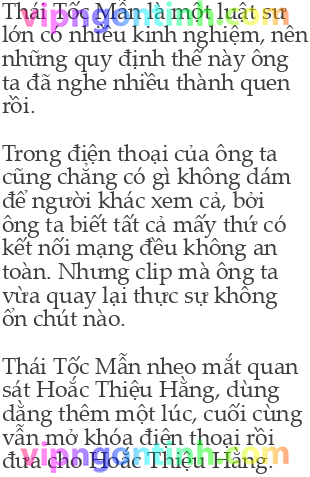 Thái Tốc Mẫn là một luật sư
vipngontinh.com
lớn có nhiều kinh nghiệm, nên
những quy định thế này ông
ta đã nghe nhiều thành quen
rồi.
Trong điện thoại của ông ta
cũng chẳng có gì không dám
để người khác xem cả, bởi
ông ta biết tất cả mấy thứ có
kết nối mạng đều không an
toàn. Nhưng clip mà ông ta
vừa quay lại thực sự không
ổn chút nào.
Thái Tốc Mẫn nheo mắt quan
sát Hoắc Thiệu Hằng, dùng
dằng thêm một lúc, cuối cùng
vẫn mở khóa điện thoại rồi
vipngontinh.com
đưa cho Hoắc Thiệu Hằng.